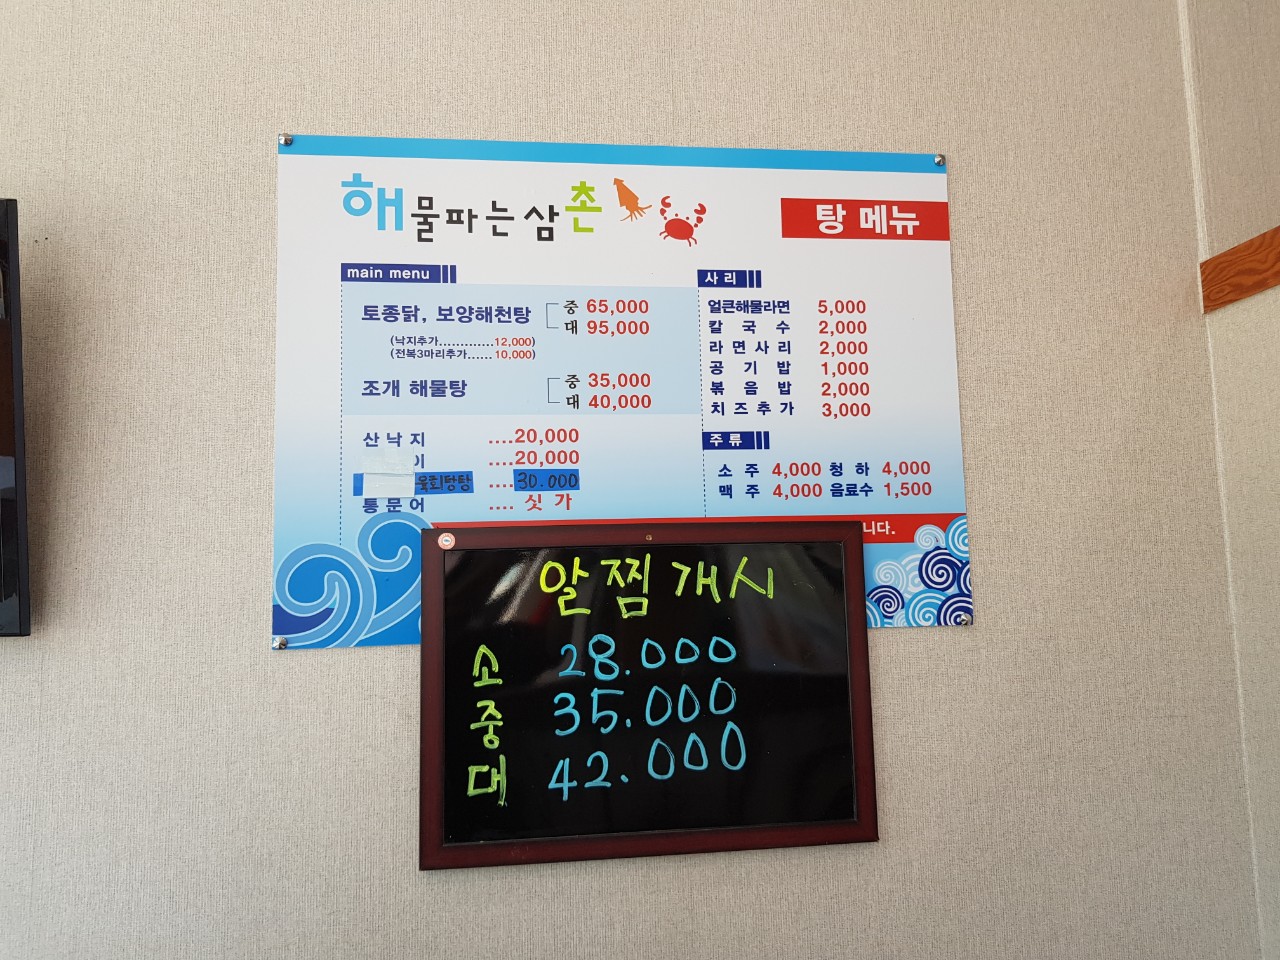 해물파는삼촌
탕 메뉴
main menu
토종닭, 보양해천탕 중 65,000
대 95,000
(낙지추가.............12,000)
(전복3마리추가......10,000)
조개 해물탕 중 35,000
대 40,000
산낙지 ....20,000
이 ....20,000
육회탕탕 ....30.000
통문어 .... 싯가
사리
얼큰해물라면 5,000
칼국수 2,000
라면사리 2,000
공기밥 1,000
볶음밥 2,000
치즈추가 3,000
주류
소주 4,000 청하 4,000
맥주 4,000 음료수 1,500
니다.
알찜개시
소 28.000
중 35.000
대 42.000